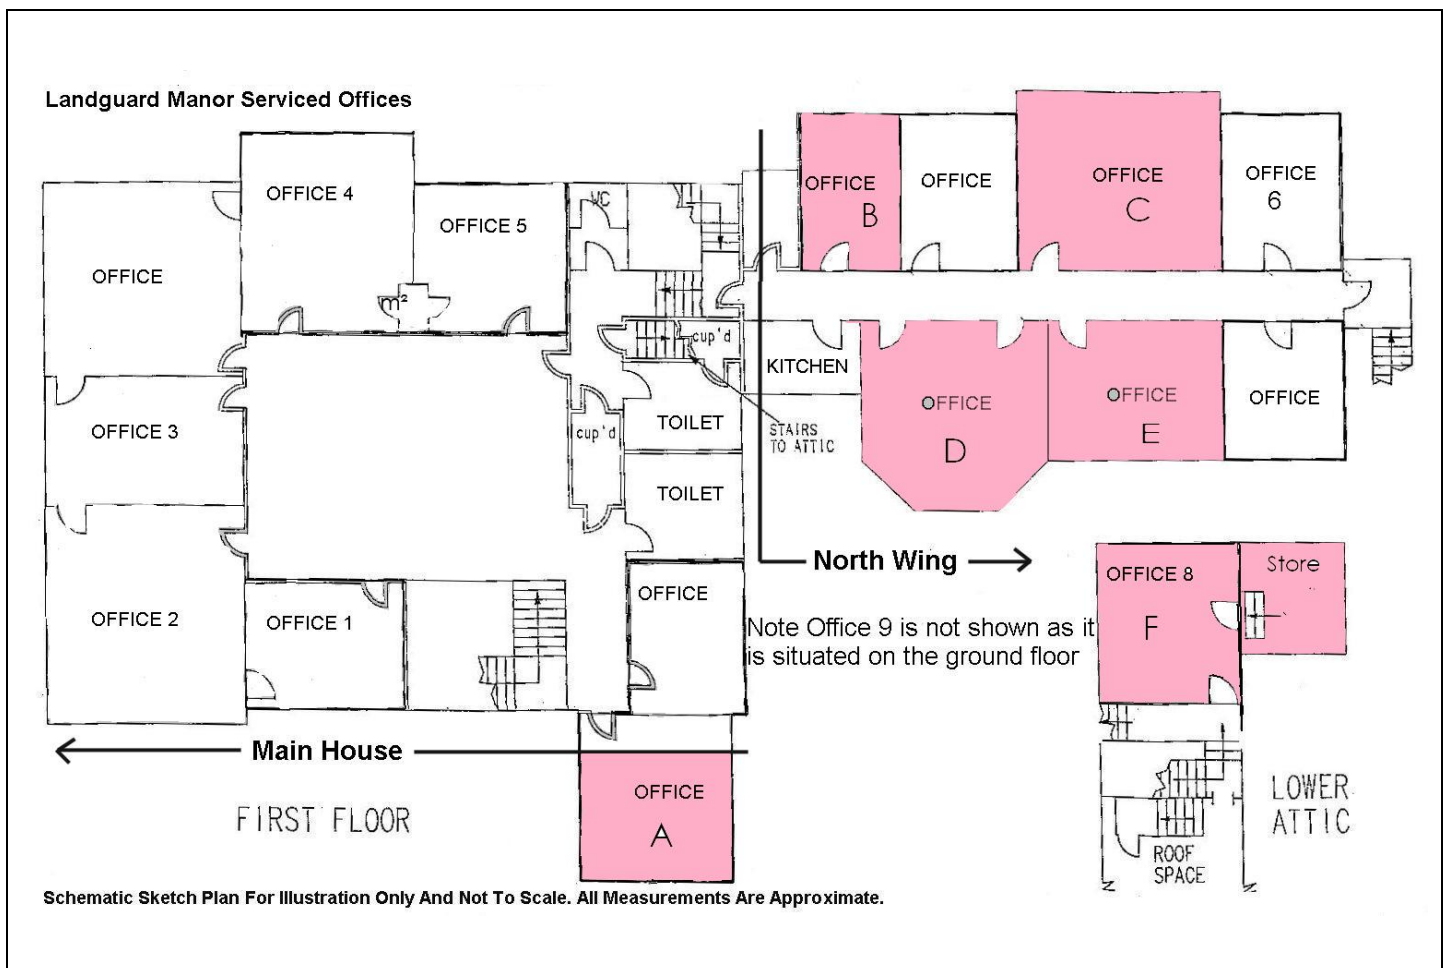 Landguard Manor Serviced Offices
OFFICE
OFFICE 4
OFFICE 5
WC
m²
OFFICE 3
OFFICE 2
OFFICE 1
cup'd
cup'd
TOILET
TOILET
STAIRS
TO ATTIC
OFFICE
OFFICE
A
OFFICE
B
OFFICE
OFFICE
C
OFFICE
6
KITCHEN
OFFICE
D
OFFICE
E
OFFICE
North Wing
Note Office 9 is not shown as it
is situated on the ground floor
OFFICE 8
F
Store
Main House
FIRST FLOOR
LOWER
ATTIC
ROOF
SPACE
Schematic Sketch Plan For Illustration Only And Not To Scale. All Measurements Are Approximate.